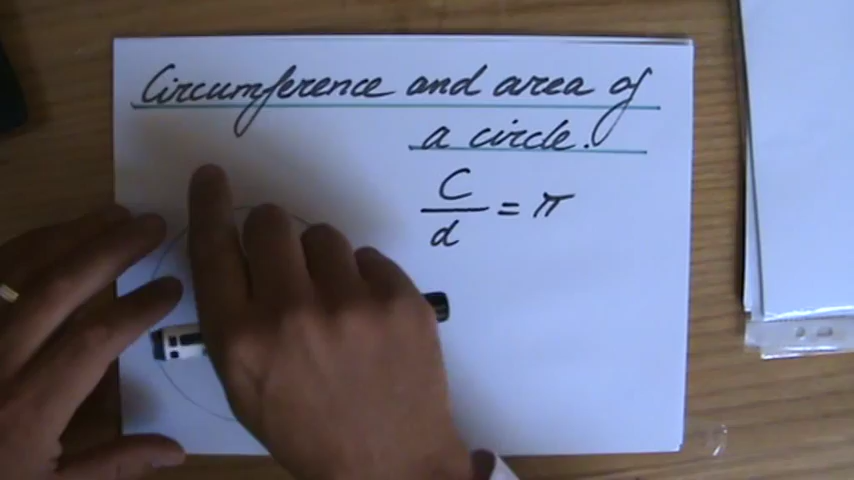 Circumference and area of
a circle.
C
d
= π